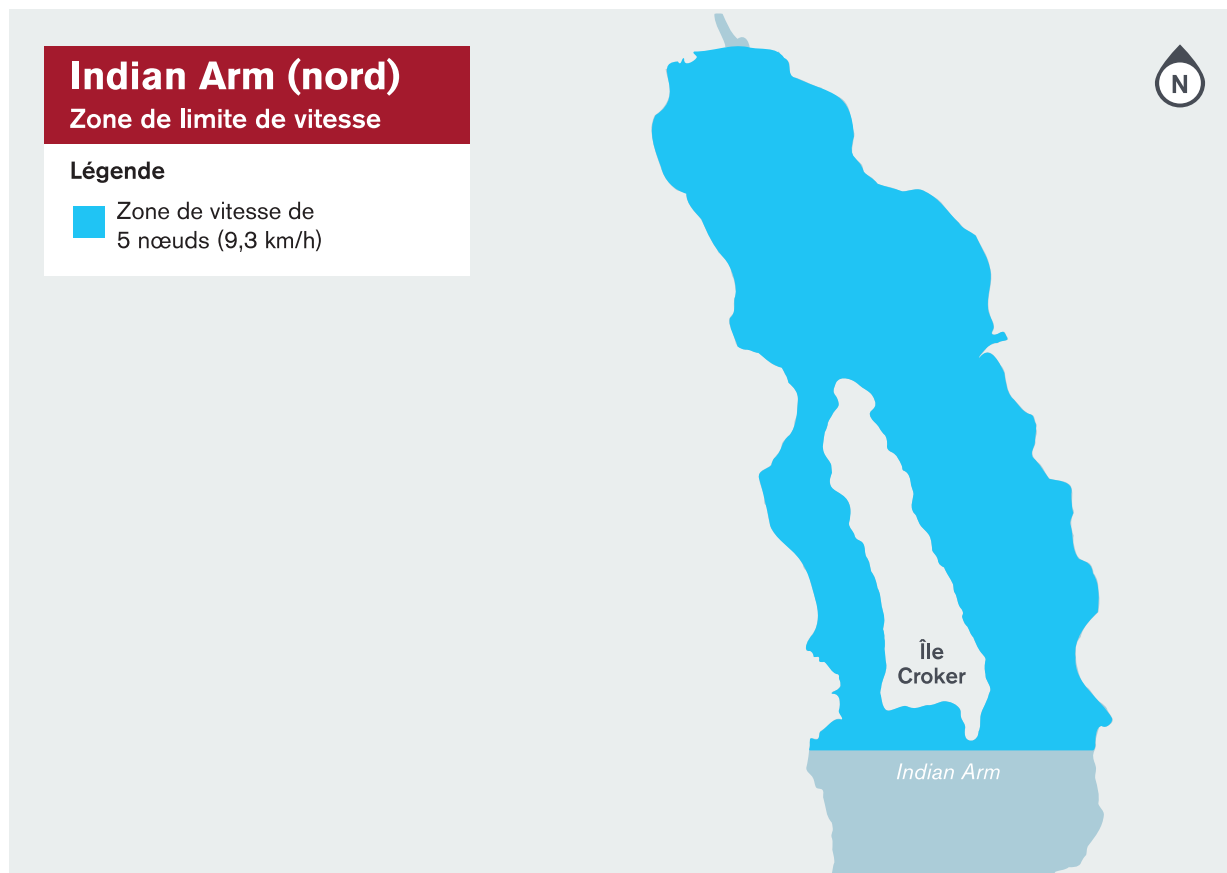 Indian Arm (nord)
Zone de limite de vitesse
Légende
Zone de vitesse de
5 nœuds (9,3 km/h)
N
Île
Croker
Indian Arm